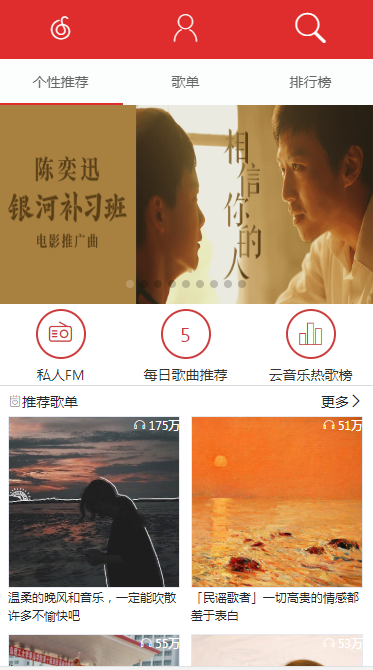 个性推荐
歌单
排行榜
陈奕迅
银河补习班
电影推广曲
相信你的人
5
私人FM
每日歌曲推荐
云音乐热歌榜
推荐歌单
更多
175万
51万
温柔的晚风和音乐，一定能吹散
许多不愉快吧
「民谣歌者」一切高贵的情感都
羞于表白
55万
53万